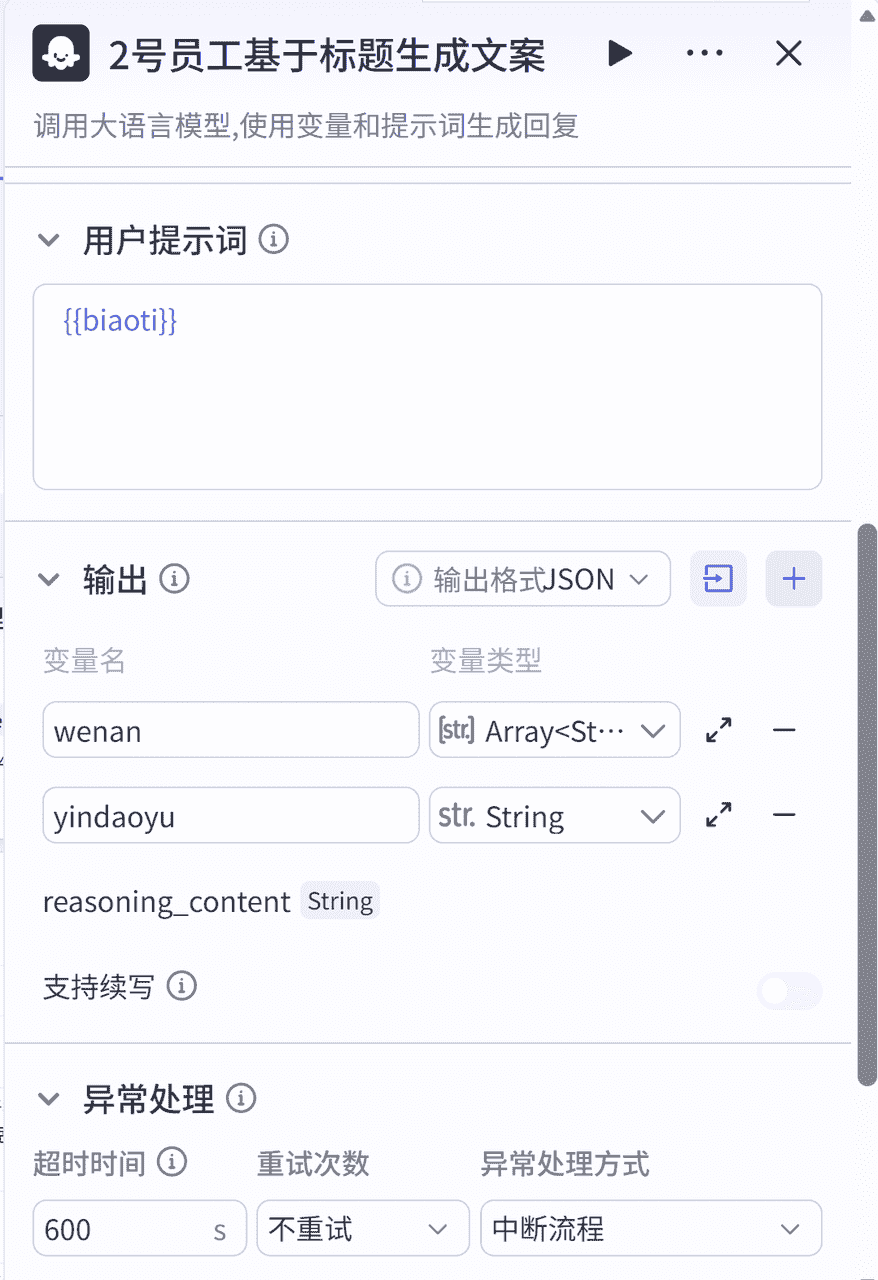 2号员工基于标题生成文案
调用大语言模型,使用变量和提示词生成回复
用户提示词
{{biaoti}}
输出 输出格式JSON
变量名 变量类型
wenan [str.] Array<St···
yindaoyu str. String
reasoning_content String
支持续写
异常处理
超时时间 重试次数 异常处理方式
600 s 不重试 中断流程